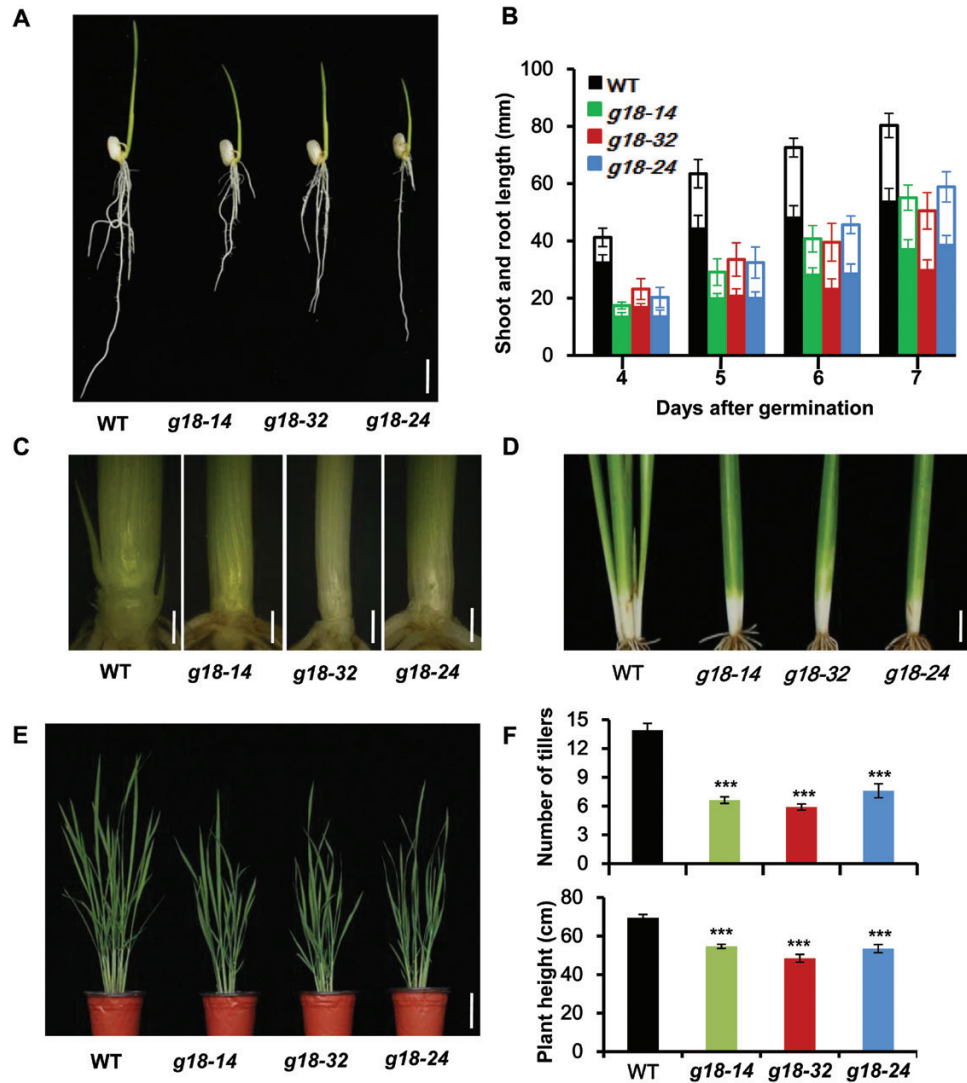 A
WT
g18-14
g18-32
g18-24
B
Shoot and root length (mm)
100
80
60
40
20
0
WT
g18-14
g18-32
g18-24
4
5
6
7
Days after germination
C
WT
g18-14
g18-32
g18-24
D
WT
g18-14
g18-32
g18-24
E
WT
g18-14
g18-32
g18-24
F
Number of tillers
15
12
9
6
3
0
***
***
***
Plant height (cm)
80
60
40
20
0
***
***
***
WT
g18-14
g18-32
g18-24